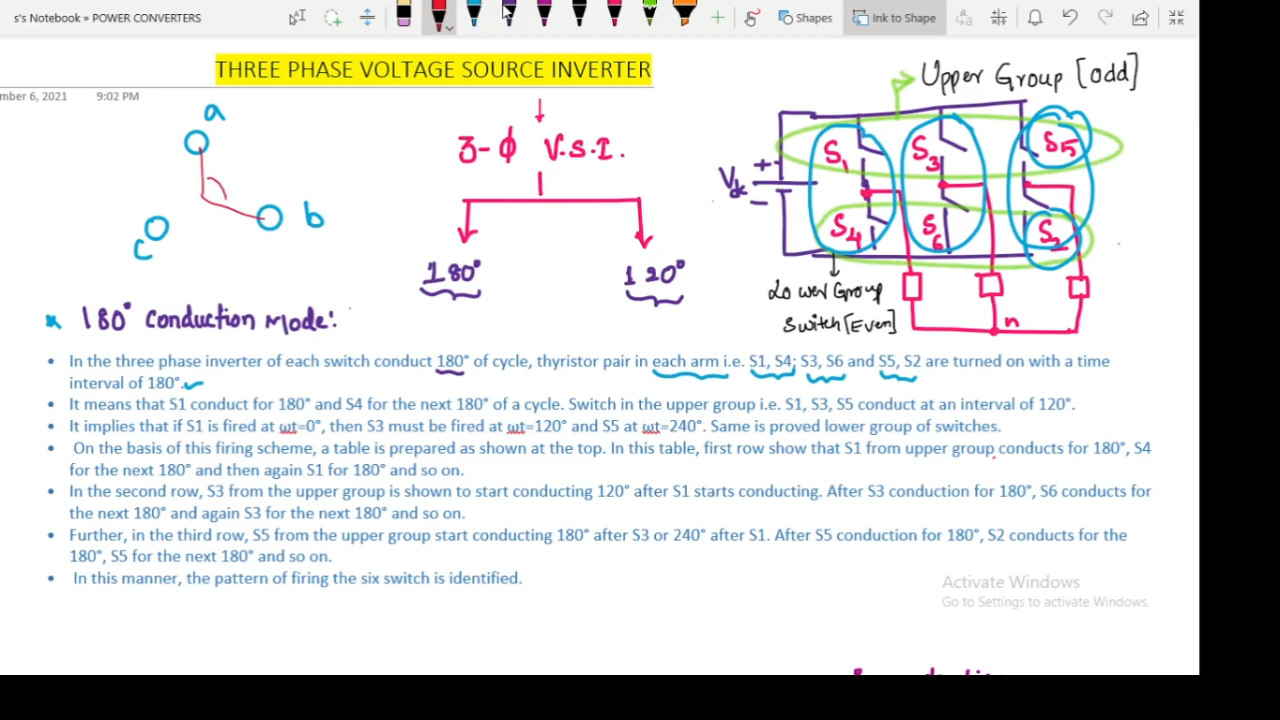 s's Notebook » POWER CONVERTERS
Shapes
Ink to Shape
THREE PHASE VOLTAGE SOURCE INVERTER
mber 6, 2021 9:02 PM
a
b
c
3-ϕ V.S.I.
180°
120°
Upper Group [odd]
S1
S3
S5
Vdc
+
-
S4
S6
S2
Lower Group
Switch [Even]
n
* 180° Conduction Mode:
• In the three phase inverter of each switch conduct 180° of cycle, thyristor pair in each arm i.e. S1, S4; S3, S6 and S5, S2 are turned on with a time
interval of 180°.
• It means that S1 conduct for 180° and S4 for the next 180° of a cycle. Switch in the upper group i.e. S1, S3, S5 conduct at an interval of 120°.
• It implies that if S1 is fired at ωt=0°, then S3 must be fired at ωt=120° and S5 at ωt=240°. Same is proved lower group of switches.
• On the basis of this firing scheme, a table is prepared as shown at the top. In this table, first row show that S1 from upper group conducts for 180°, S4
for the next 180° and then again S1 for 180° and so on.
• In the second row, S3 from the upper group is shown to start conducting 120° after S1 starts conducting. After S3 conduction for 180°, S6 conducts for
the next 180° and again S3 for the next 180° and so on.
• Further, in the third row, S5 from the upper group start conducting 180° after S3 or 240° after S1. After S5 conduction for 180°, S2 conducts for the
180°, S5 for the next 180° and so on.
• In this manner, the pattern of firing the six switch is identified.
Activate Windows
Go to Settings to activate Windows.